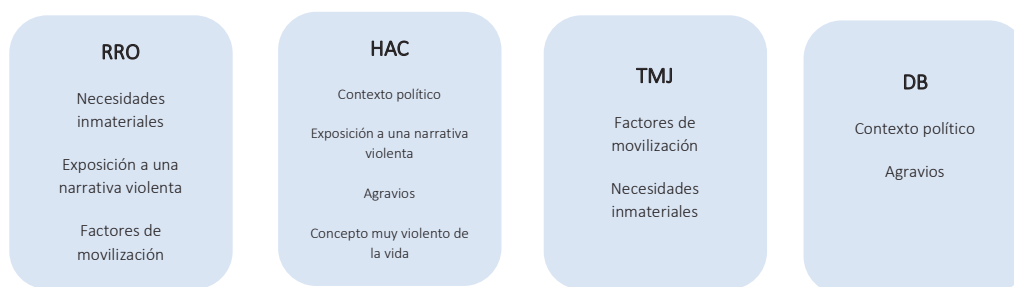 RRO
Necesidades
inmateriales
Exposición a una
narrativa violenta
Factores de
movilización
HAC
Contexto político
Exposición a una narrativa
violenta
Agravios
Concepto muy violento de
la vida
TMJ
Factores de
movilización
Necesidades
inmateriales
DB
Contexto político
Agravios